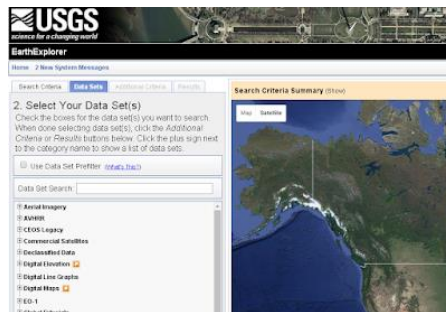 USGS
science for a changing world
EarthExplorer
Home 2 New System Messages
Search Criteria Data Sets Additional Criteria Results
2. Select Your Data Set(s)
Check the boxes for the data set(s) you want to search.
When done selecting data set(s), click the Additional
Criteria or Results buttons below. Click the plus sign next
to the category name to show a list of data sets.
Use Data Set Prefilter (What's This?)
Data Set Search:
Aerial Imagery
AVHRR
CEOS Legacy
Commercial Satellites
Declassified Data
Digital Elevation
Digital Line Graphs
Digital Maps
EO-1
Search Criteria Summary (Show)
Map Satellite